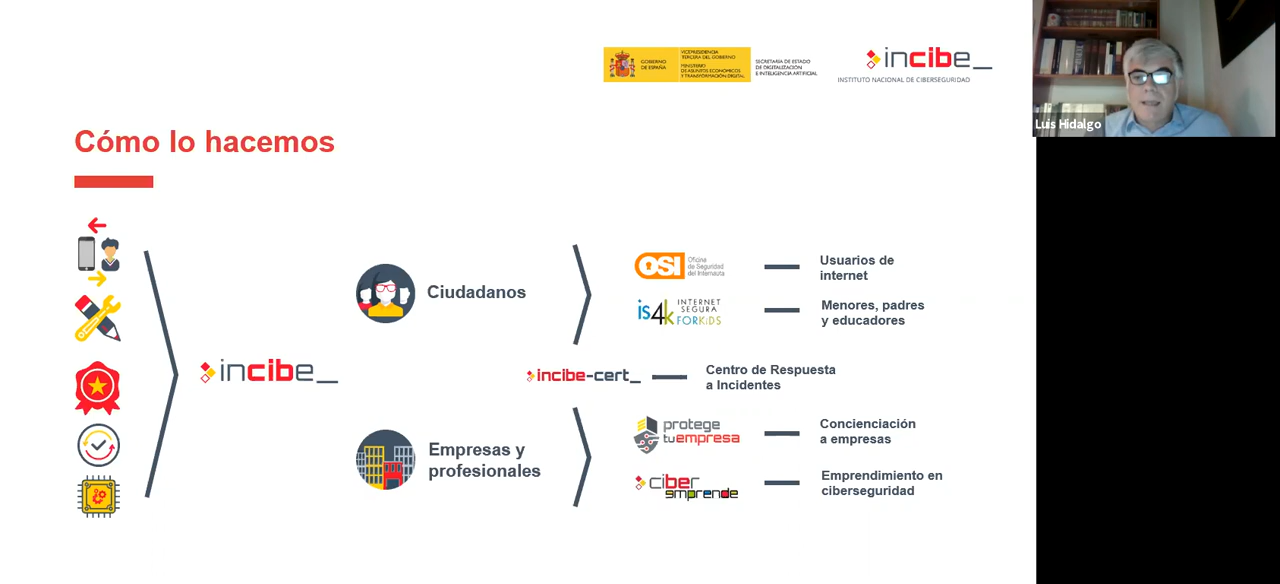 GOBIERNO
DE ESPAÑA
VICEPRESIDENCIA
TERCERA DEL GOBIERNO
MINISTERIO
DE ASUNTOS ECONÓMICOS
Y TRANSFORMACIÓN DIGITAL
SECRETARÍA DE ESTADO
DE DIGITALIZACIÓN
E INTELIGENCIA ARTIFICIAL
incibe_
INSTITUTO NACIONAL DE CIBERSEGURIDAD
Luis Hidalgo
Cómo lo hacemos
incibe_
Ciudadanos
OSI
Oficina
de Seguridad
del Internauta
Usuarios de
internet
is4k
INTERNET
SEGURA
FORKiDS
Menores, padres
y educadores
incibe-cert_
Centro de Respuesta
a Incidentes
Empresas y
profesionales
protege
tuempresa
Concienciación
a empresas
ciber
emprende
Emprendimiento en
ciberseguridad